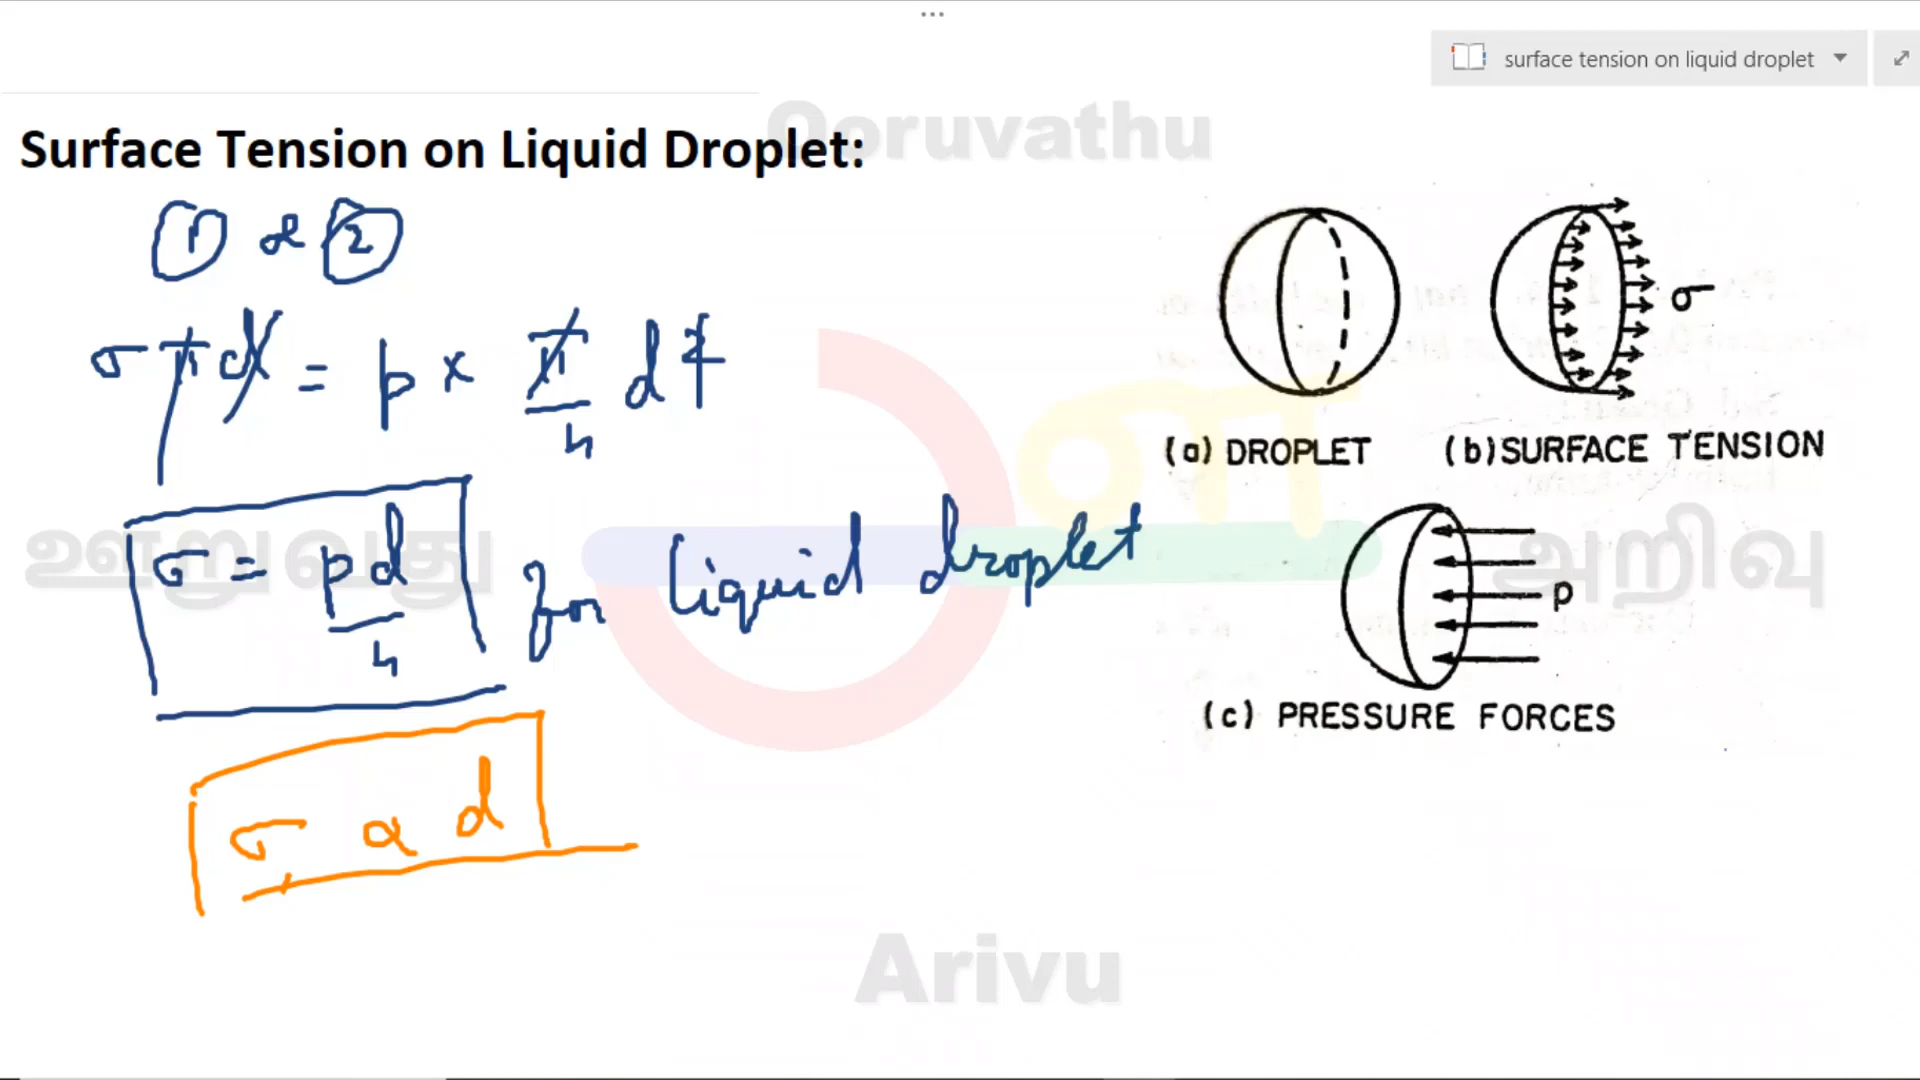 ...
surface tension on liquid droplet
Ooruvathu
Surface Tension on Liquid Droplet:
① & ②
σ π d = p × π/4 d²
σ = pd/4 for liquid droplet
σ α d
σ
(a) DROPLET (b) SURFACE TENSION
p
(c) PRESSURE FORCES
ஊறுவது அறிவு
Arivu